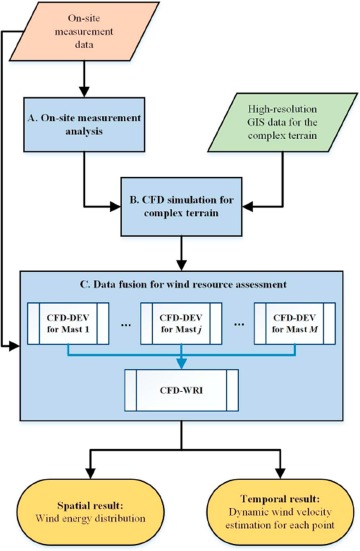 On-site
measurement
data
A. On-site measurement
analysis
High-resolution
GIS data for the
complex terrain
B. CFD simulation for
complex terrain
C. Data fusion for wind resource assessment
CFD-DEV
for Mast 1
...
CFD-DEV
for Mast j
...
CFD-DEV
for Mast M
CFD-WRI
Spatial result:
Wind energy distribution
Temporal result:
Dynamic wind velocity
estimation for each point